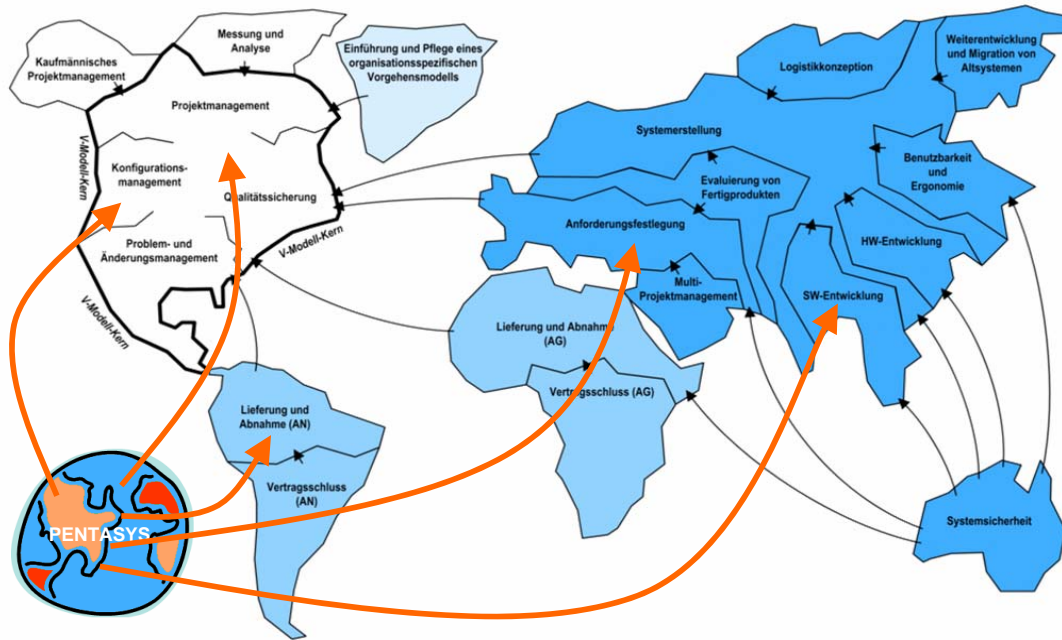 Messung und
Analyse
Kaufmännisches
Projektmanagement
Einführung und Pflege eines
organisationsspezifischen
Vorgehensmodells
Projektmanagement
V-Modell-Kern
Konfigurations-
management
Qualitätssicherung
Problem- und
Änderungsmanagement
V-Modell-Kern
V-Modell-Kern
Logistikkonzeption
Weiterentwicklung
und Migration von
Altsystemen
Systemerstellung
Benutzbarkeit
und
Ergonomie
Evaluierung von
Fertigprodukten
Anforderungsfestlegung
HW-Entwicklung
Multi-
Projektmanagement
SW-Entwicklung
Lieferung und Abnahme
(AG)
Vertragsschluss (AG)
Lieferung und
Abnahme (AN)
Vertragsschluss
(AN)
Systemsicherheit
PENTASYS